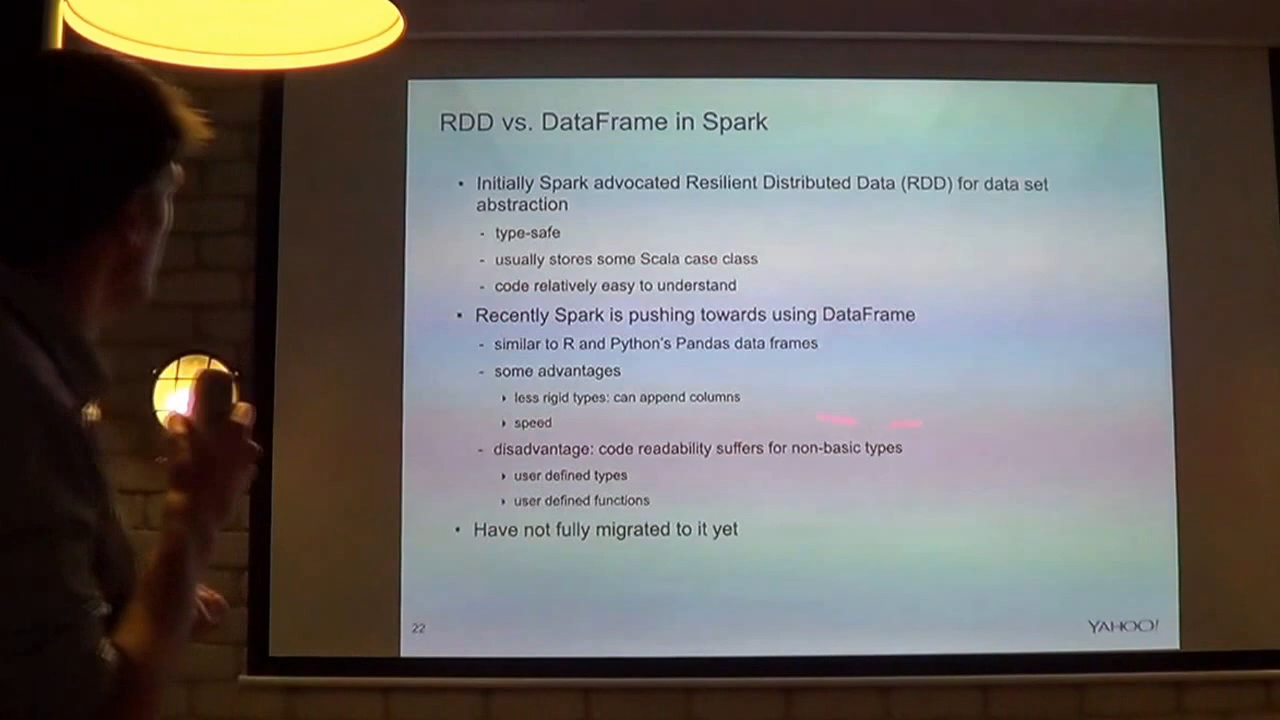 RDD vs. DataFrame in Spark
• Initially Spark advocated Resilient Distributed Data (RDD) for data set
abstraction
- type-safe
- usually stores some Scala case class
- code relatively easy to understand
• Recently Spark is pushing towards using DataFrame
- similar to R and Python's Pandas data frames
- some advantages
‣ less rigid types: can append columns
‣ speed
- disadvantage: code readability suffers for non-basic types
‣ user defined types
‣ user defined functions
• Have not fully migrated to it yet
22
YAHOO!